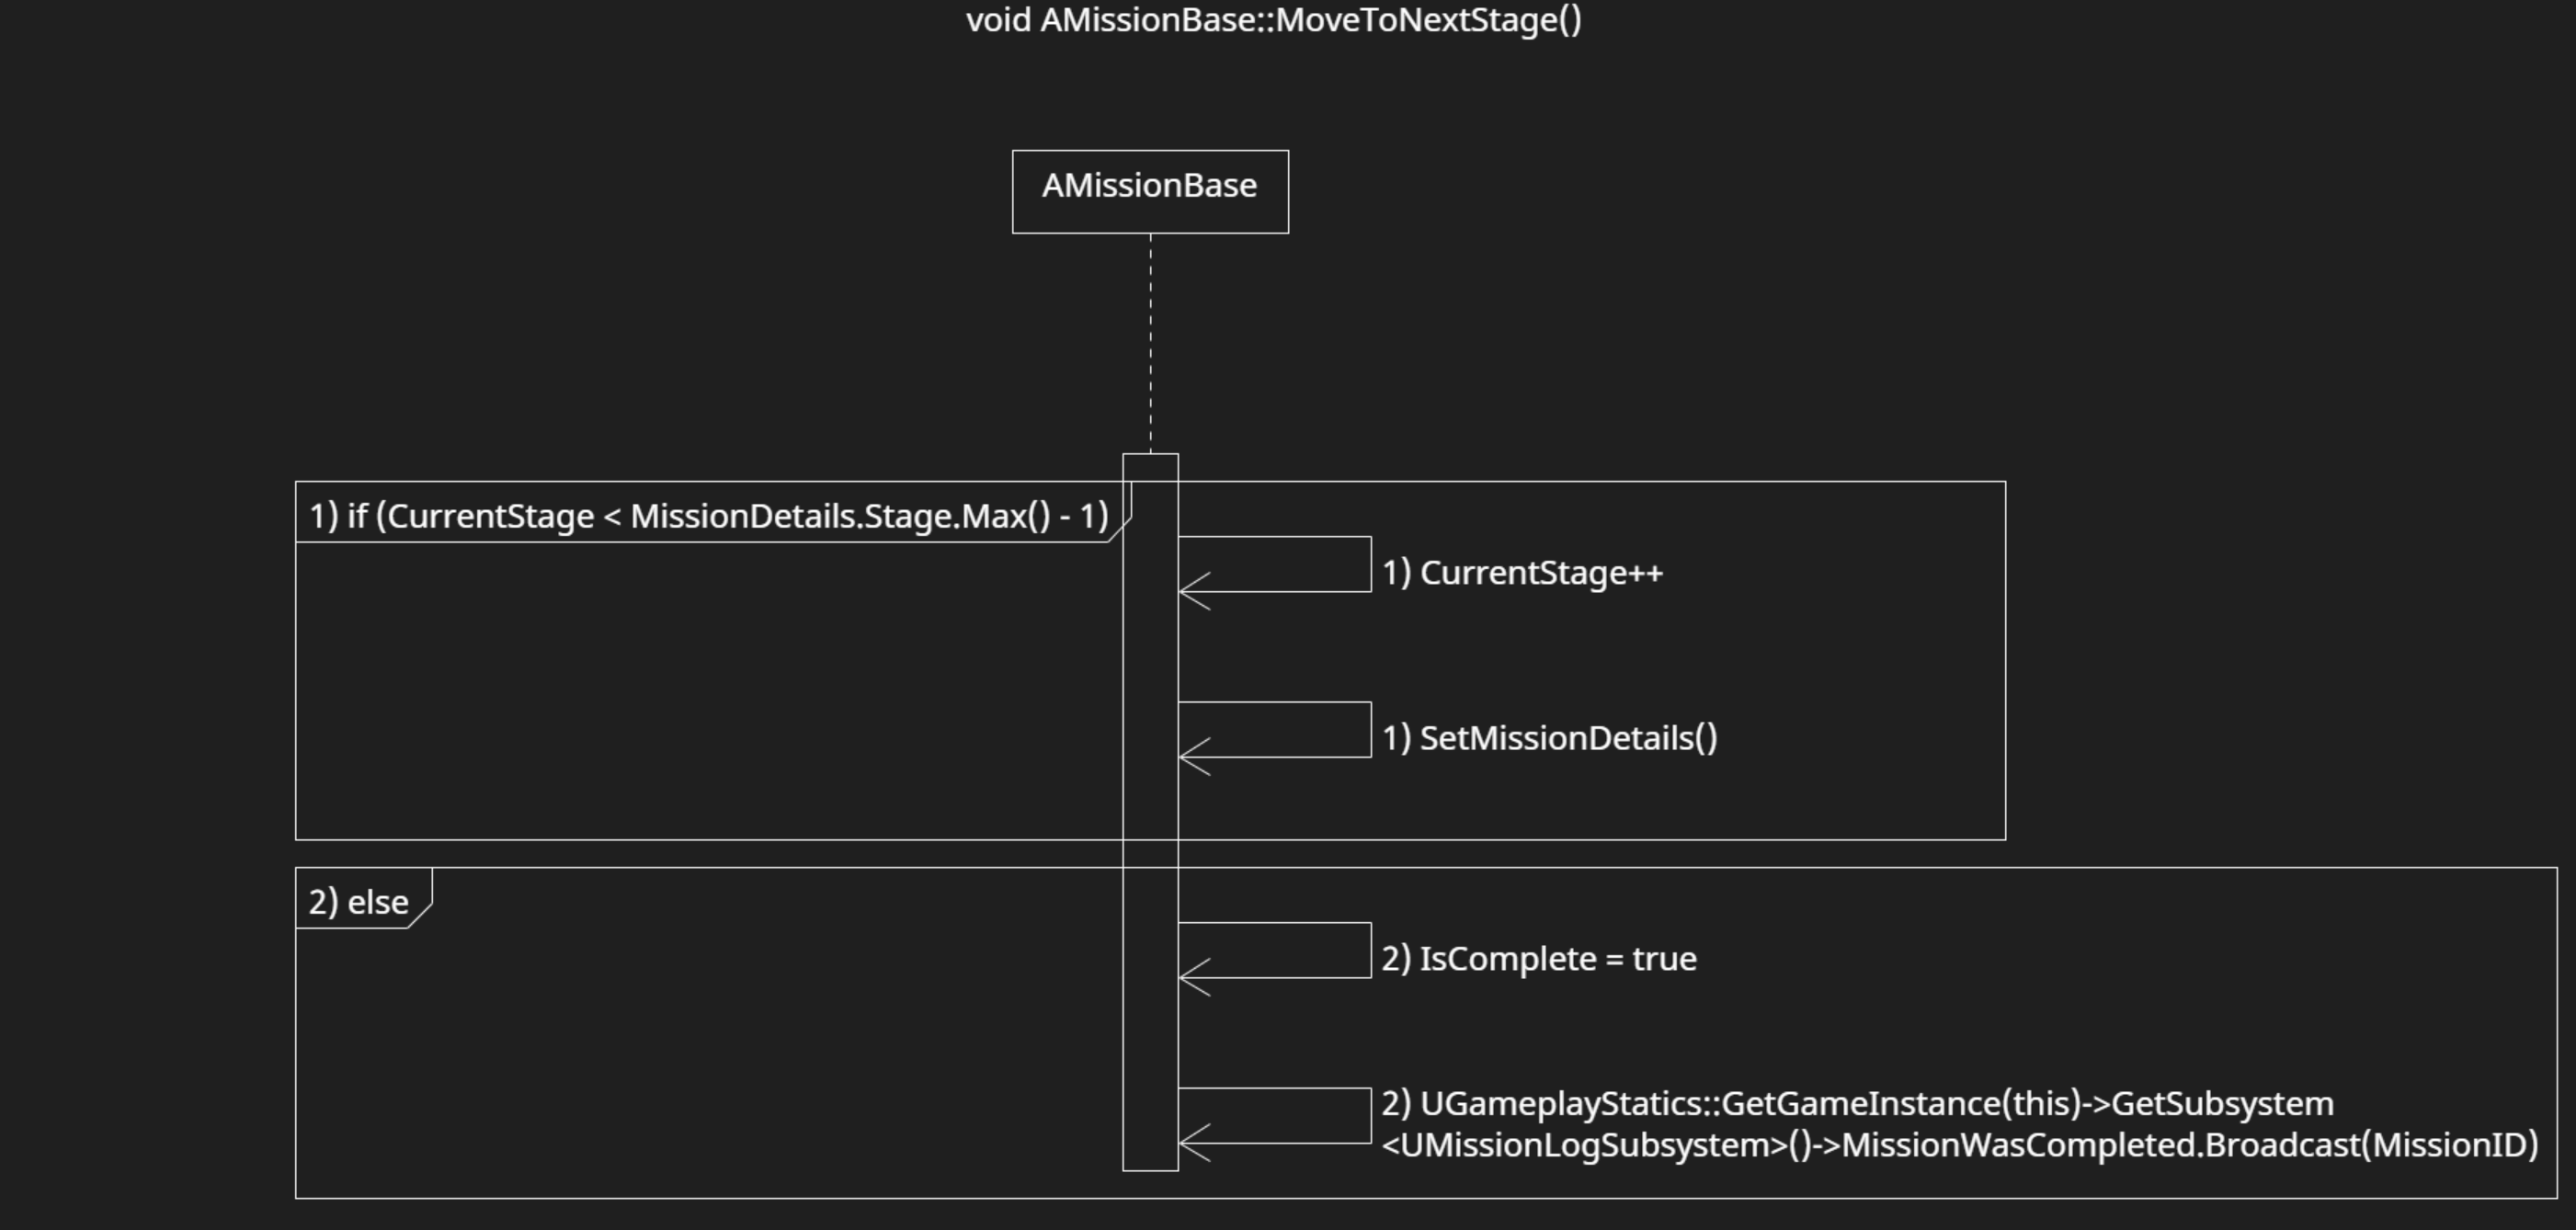 void AMissionBase::MoveToNextStage()
AMissionBase
1) if (CurrentStage < MissionDetails.Stage.Max() - 1)
1) CurrentStage++
1) SetMissionDetails()
2) else
2) IsComplete = true
2) UGameplayStatics::GetGameInstance(this)->GetSubsystem
<UMissionLogSubsystem>()->MissionWasCompleted.Broadcast(MissionID)